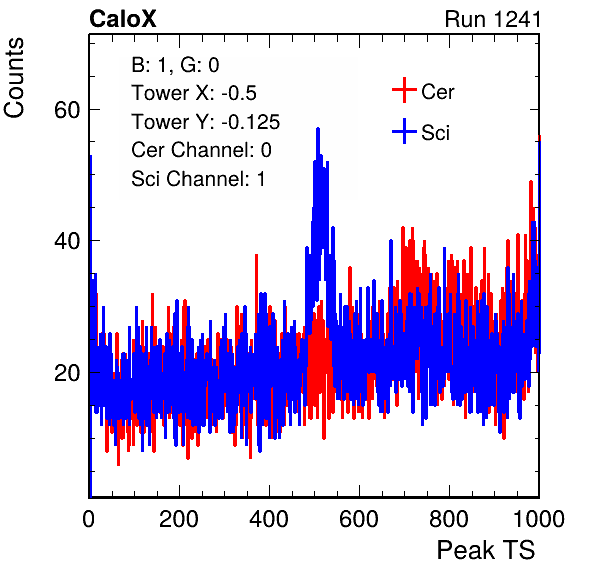 CaloX Run 1241
Counts
B: 1, G: 0
Tower X: -0.5
Tower Y: -0.125
Cer Channel: 0
Sci Channel: 1
Cer
Sci
60
40
20
0 200 400 600 800 1000
Peak TS